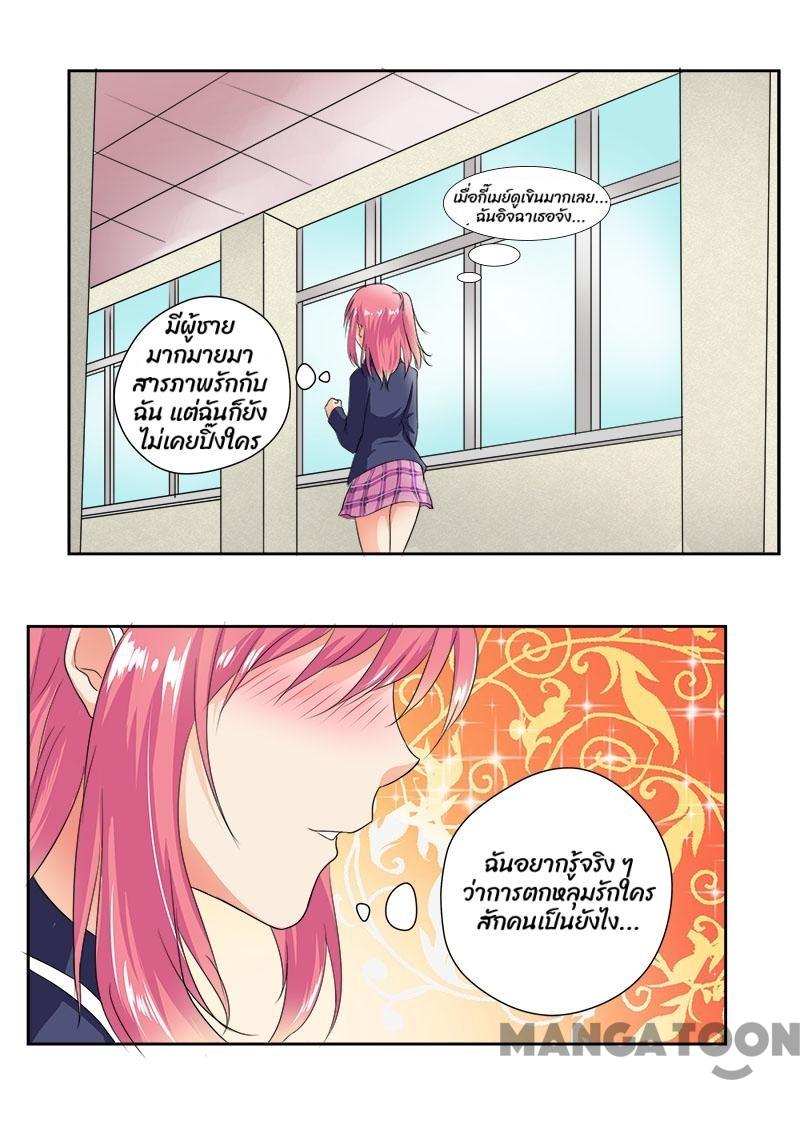 เมื่อกี้เมย์ดูเขินมากเลย...
ฉันอิจฉาเธอจัง...
มีผู้ชาย
มากมายมา
สารภาพรักกับ
ฉัน แต่ฉันก็ยัง
ไม่เคยปิ๊งใคร
ฉันอยากรู้จริง ๆ
ว่าการตกหลุมรักใคร
สักคนเป็นยังไง...
MANGATOON